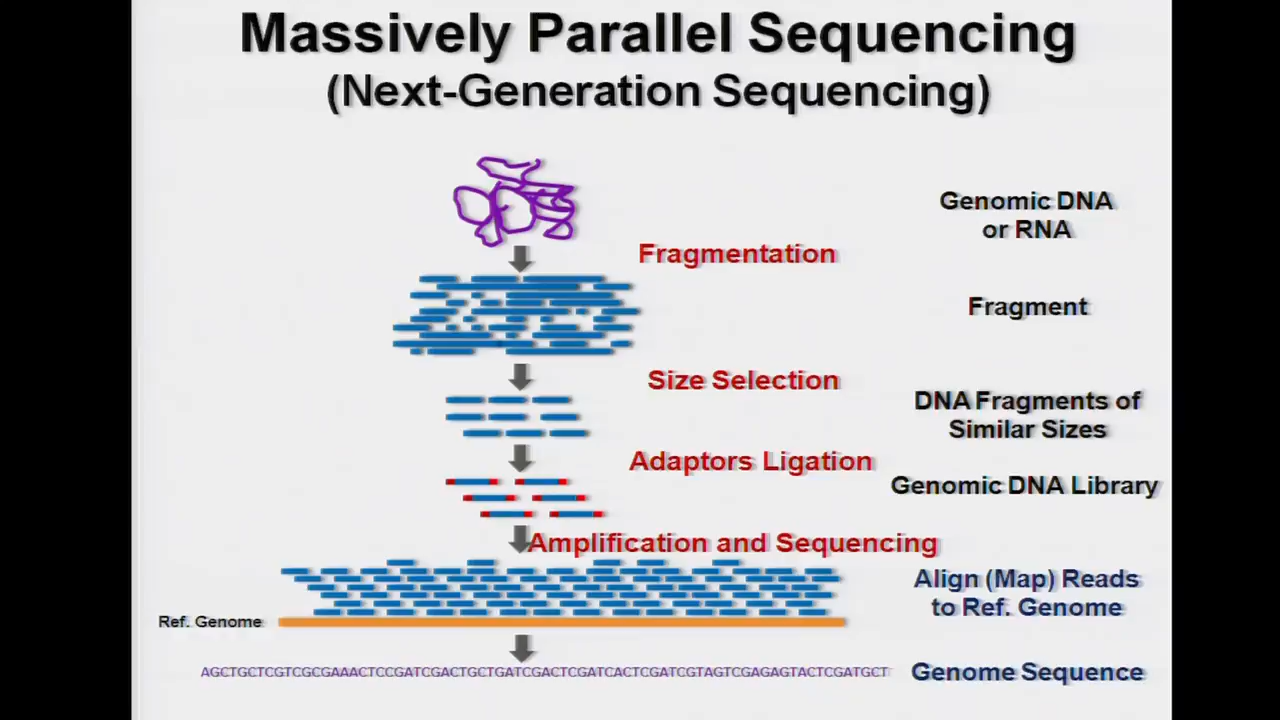 Massively Parallel Sequencing
(Next-Generation Sequencing)
Genomic DNA
or RNA
Fragmentation
Fragment
Size Selection
DNA Fragments of
Similar Sizes
Adaptors Ligation
Genomic DNA Library
Amplification and Sequencing
Align (Map) Reads
to Ref. Genome
Ref. Genome
AGCTGCTCGTCGCGAAACTCCGATCGACTGCTGATCGACTCGATCACTCGATCGTAGTCGAGAGTACTCGATGCT
Genome Sequence